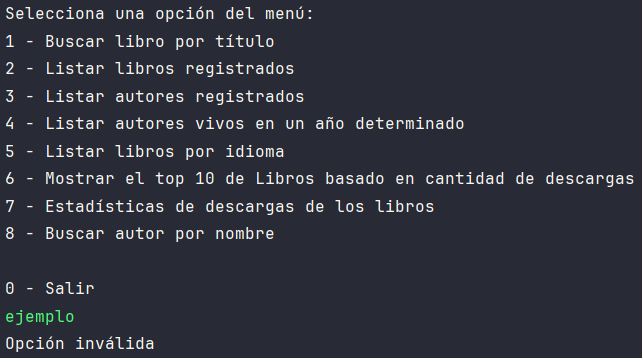 Selecciona una opción del menú:
1 - Buscar libro por título
2 - Listar libros registrados
3 - Listar autores registrados
4 - Listar autores vivos en un año determinado
5 - Listar libros por idioma
6 - Mostrar el top 10 de Libros basado en cantidad de descargas
7 - Estadísticas de descargas de los libros
8 - Buscar autor por nombre
0 - Salir
ejemplo
Opción inválida